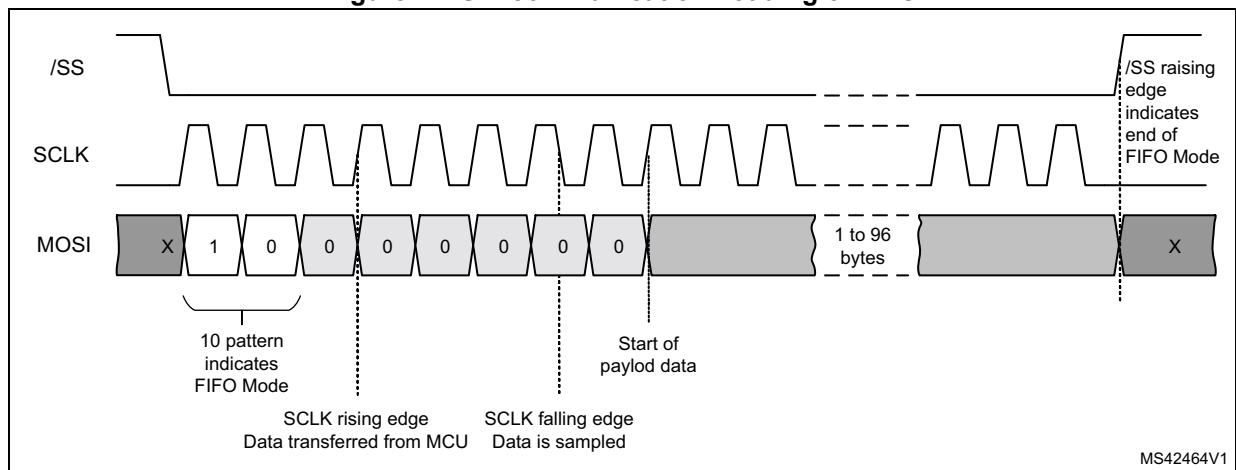 /SS
/SS raising
edge
indicates
end of
FIFO Mode
SCLK
MOSI
X 1 0 0 0 0 0 0 0
1 to 96
bytes
X
10 pattern
indicates
FIFO Mode
Start of
paylod data
SCLK rising edge
Data transferred from MCU
SCLK falling edge
Data is sampled
MS42464V1